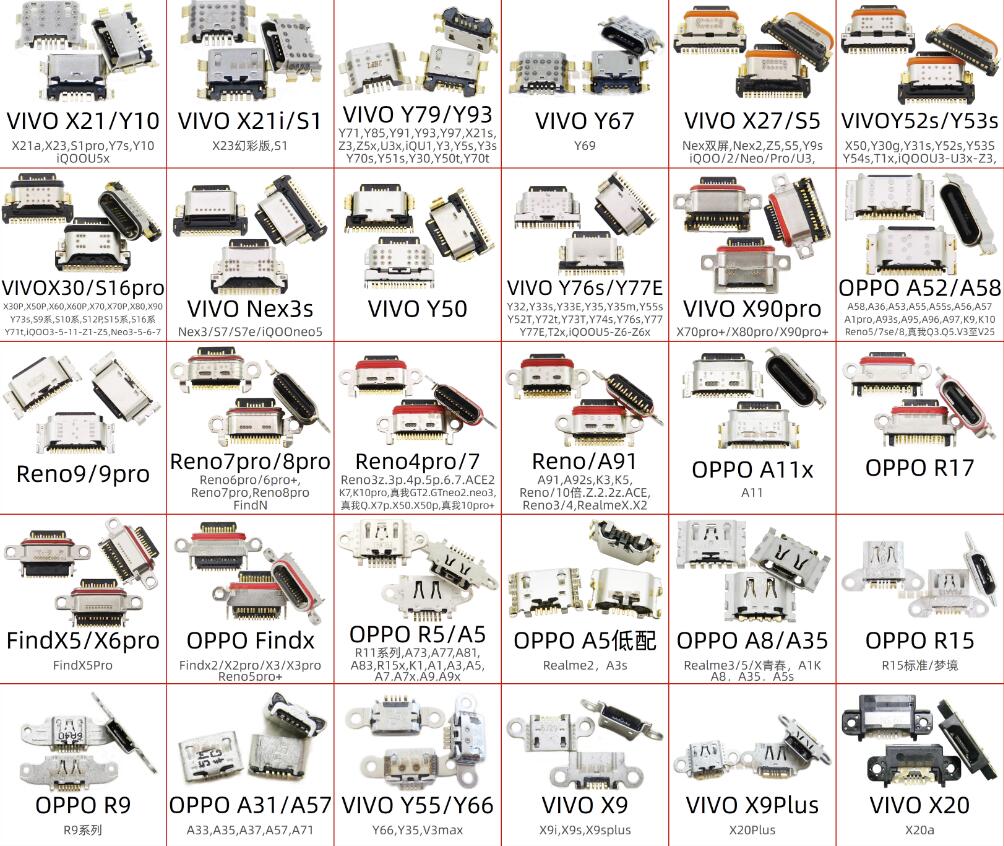 VIVO X21/Y10
X21a,X23,S1pro,Y7s,Y10
iQOOU5x
VIVO X21i/S1
X23幻彩版,S1
VIVO Y79/Y93
Y71,Y85,Y91,Y93,Y97,X21s,
Z3,Z5x,U3x,iQU1,Y3,Y5s,Y3s
Y70s,Y51s,Y30,Y50t,Y70t
VIVO Y67
Y69
VIVO X27/S5
Nex双屏,Nex2,Z5,S5,Y9s
iQOO/2/Neo/Pro/U3,
VIVOY52s/Y53s
X50,Y30g,Y31s,Y52s,Y53S
Y54s,T1x,iQOOU3-U3x-Z3,
VIVOX30/S16pro
X30P,X50P,X60,X60P,X70,X70P,X80,X90
Y73s,S9系,S10系,S12P,S15系,S16系
Y71t,iQOO3-5-11-Z1-Z5,Neo3-5-6-7
VIVO Nex3s
Nex3/S7/S7e/iQOOneo5
VIVO Y50
VIVO Y76s/Y77E
Y32,Y33s,Y33E,Y35,Y35m,Y55s
Y52T,Y72t,Y73T,Y74s,Y76s,Y77
Y77E,T2x,iQOOU5-Z6-Z6x
VIVO X90pro
X70pro+/X80pro/X90pro+
OPPO A52/A58
A58,A36,A53,A55,A55s,A56,A57
A1pro,A93s,A95,A96,A97,K9,K10
Reno5/7se/8,真我Q3.Q5.V3至V25
Reno9/9pro
Reno7pro/8pro
Reno6pro/6pro+,
Reno7pro,Reno8pro
FindN
Reno4pro/7
Reno3z.3p.4p.5p.6.7.ACE2
K7,K10pro,真我GT2.GTneo2.neo3,
真我Q.X7p.X50.X50p,真我10pro+
Reno/A91
A91,A92s,K3,K5,
Reno/10倍.Z.2.2z.ACE,
Reno3/4,RealmeX.X2
OPPO A11x
A11
OPPO R17
FindX5/X6pro
FindX5Pro
OPPO Findx
Findx2/X2pro/X3/X3pro
Reno5pro+
OPPO R5/A5
R11系列,A73,A77,A81,
A83,R15x,K1,A1,A3,A5,
A7,A7x,A9,A9x
OPPO A5低配
Realme2, A3s
OPPO A8/A35
Realme3/5/X青春, A1K
A8, A35, A5s
OPPO R15
R15标准/梦境
OPPO R9
R9系列
OPPO A31/A57
A33,A35,A37,A57,A71
VIVO Y55/Y66
Y66,Y35,V3max
VIVO X9
X9i,X9s,X9splus
VIVO X9Plus
X20Plus
VIVO X20
X20a